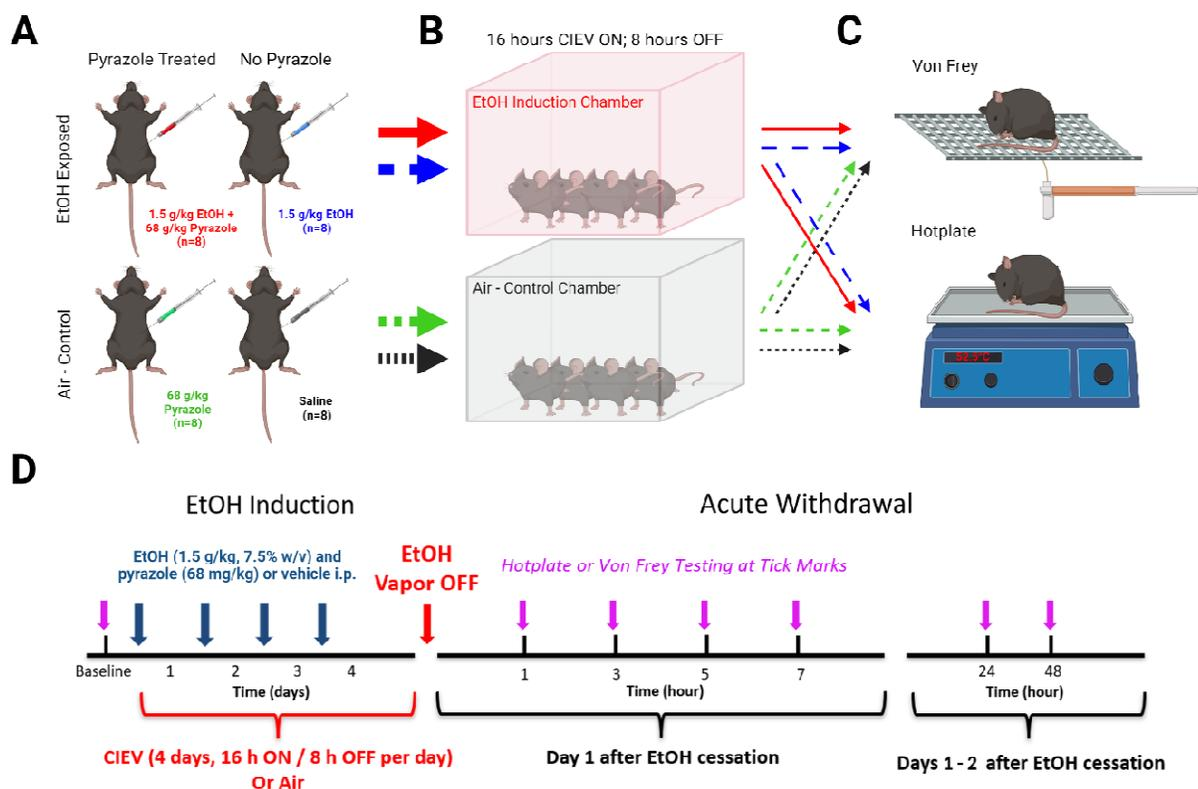 A
Pyrazole Treated
No Pyrazole
EtOH Exposed
1.5 g/kg EtOH +
68 g/kg Pyrazole
(n=8)
1.5 g/kg EtOH
(n=8)
Air - Control
68 g/kg
Pyrazole
(n=8)
Saline
(n=8)
B
16 hours CIEV ON; 8 hours OFF
EtOH Induction Chamber
Air - Control Chamber
C
Von Frey
Hotplate
52.5°C
D
EtOH Induction
EtOH (1.5 g/kg, 7.5% w/v) and
pyrazole (68 mg/kg) or vehicle i.p.
EtOH
Vapor OFF
Acute Withdrawal
Hotplate or Von Frey Testing at Tick Marks
Baseline 1 2 3 4
Time (days)
1 3 5 7
Time (hour)
24 48
Time (hour)
CIEV (4 days, 16 h ON / 8 h OFF per day)
Or Air
Day 1 after EtOH cessation
Days 1 - 2 after EtOH cessation